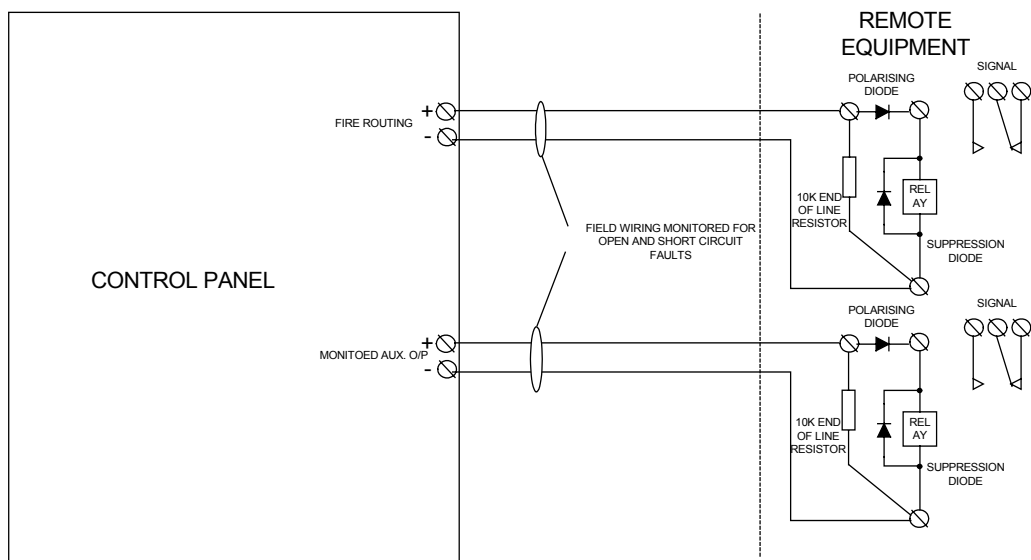 REMOTE
EQUIPMENT
SIGNAL
POLARISING
DIODE
+
FIRE ROUTING
-
10K END
OF LINE
RESISTOR
REL
AY
SUPPRESSION
DIODE
FIELD WIRING MONITORED FOR
OPEN AND SHORT CIRCUIT
FAULTS
CONTROL PANEL
SIGNAL
POLARISING
DIODE
+
MONITOED AUX. O/P
-
10K END
OF LINE
RESISTOR
REL
AY
SUPPRESSION
DIODE